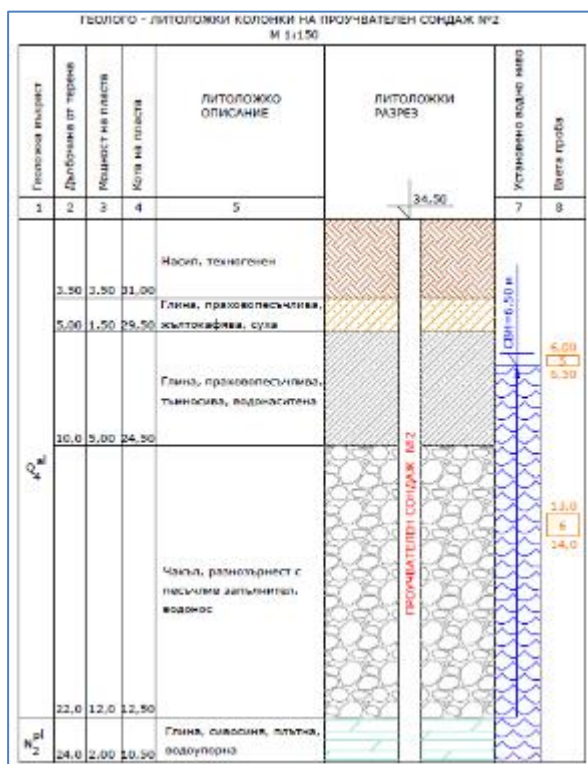 ГЕОЛОГО - ЛИТОЛОЖКИ КОЛОНКИ НА ПРОУЧВАТЕЛЕН СОНДАЖ №2
М 1:150
Геоложка възраст
Дълбочина от терена
Мощност на пласта
Кота на пласта
ЛИТОЛОЖКО
ОПИСАНИЕ
ЛИТОЛОЖКИ
РАЗРЕЗ
Установено водно ниво
Взета проба
34,50
1 2 3 4 5 7 8
Насип, техногенен
3.50 3.50 31,00
Глина, праховопесъчлива,
жълтокафява, суха
5,00 1,50 29,50
СВН=6,50 м
6,00
5
6,50
Глина, праховопесъчлива,
тъмносива, водонаситена
10,0 5,00 24,50
ПРОУЧВАТЕЛЕН СОНДАЖ №2
13,0
6
14,0
Чакъл, разнозърнест с
песъчлив запълнител,
водонос
22,0 12,0 12,50
Глина, сивосиня, плътна,
водоупорна
N₂ᵖˡ
24,0 2,00 10,50